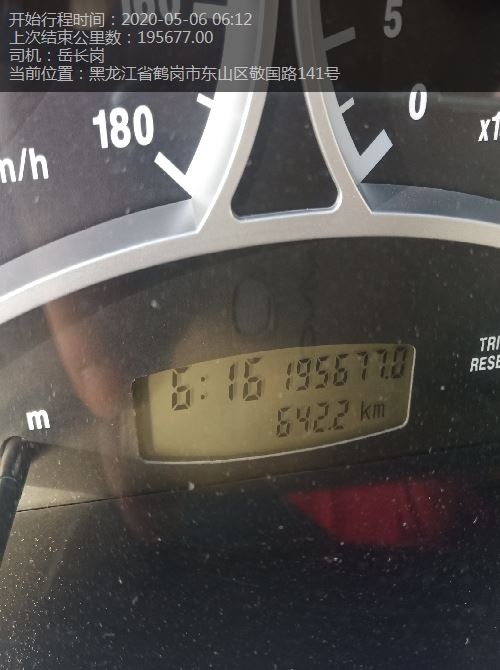 开始行程时间：2020-05-06 06:12
上次结束公里数：195677.00
司机：岳长岗
当前位置：黑龙江省鹤岗市东山区敬国路141号
160
5
180
0
m/h
x1
TRI
RESE
6:16 195677.0
642.2 km
m